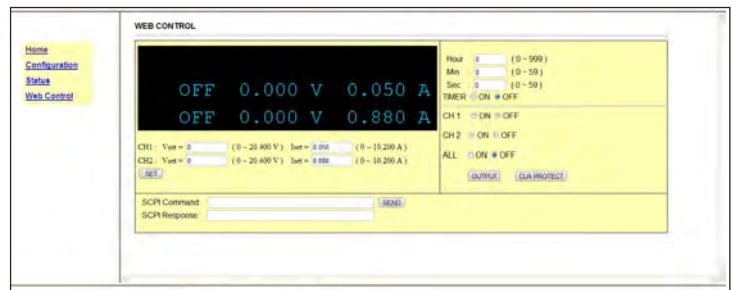 WEB CONTROL
Home
Configuration
Status
Web Control
OFF 0.000 V 0.050 A
OFF 0.000 V 0.880 A
CH1 : Vset = 0 ( 0 ~ 20.400 V ) Iset = 0.050 ( 0 ~ 10.200 A )
CH2 : Vset = 0 ( 0 ~ 20.400 V ) Iset = 0.880 ( 0 ~ 10.200 A )
SET
Hour : 0 ( 0 ~ 999 )
Min : 0 ( 0 ~ 59 )
Sec : 0 ( 0 ~ 59 )
TIMER ON OFF
CH 1 ON OFF
CH 2 ON OFF
ALL ON OFF
OUTPUT CLR PROTECT
SCPI Command: SEND
SCPI Response: